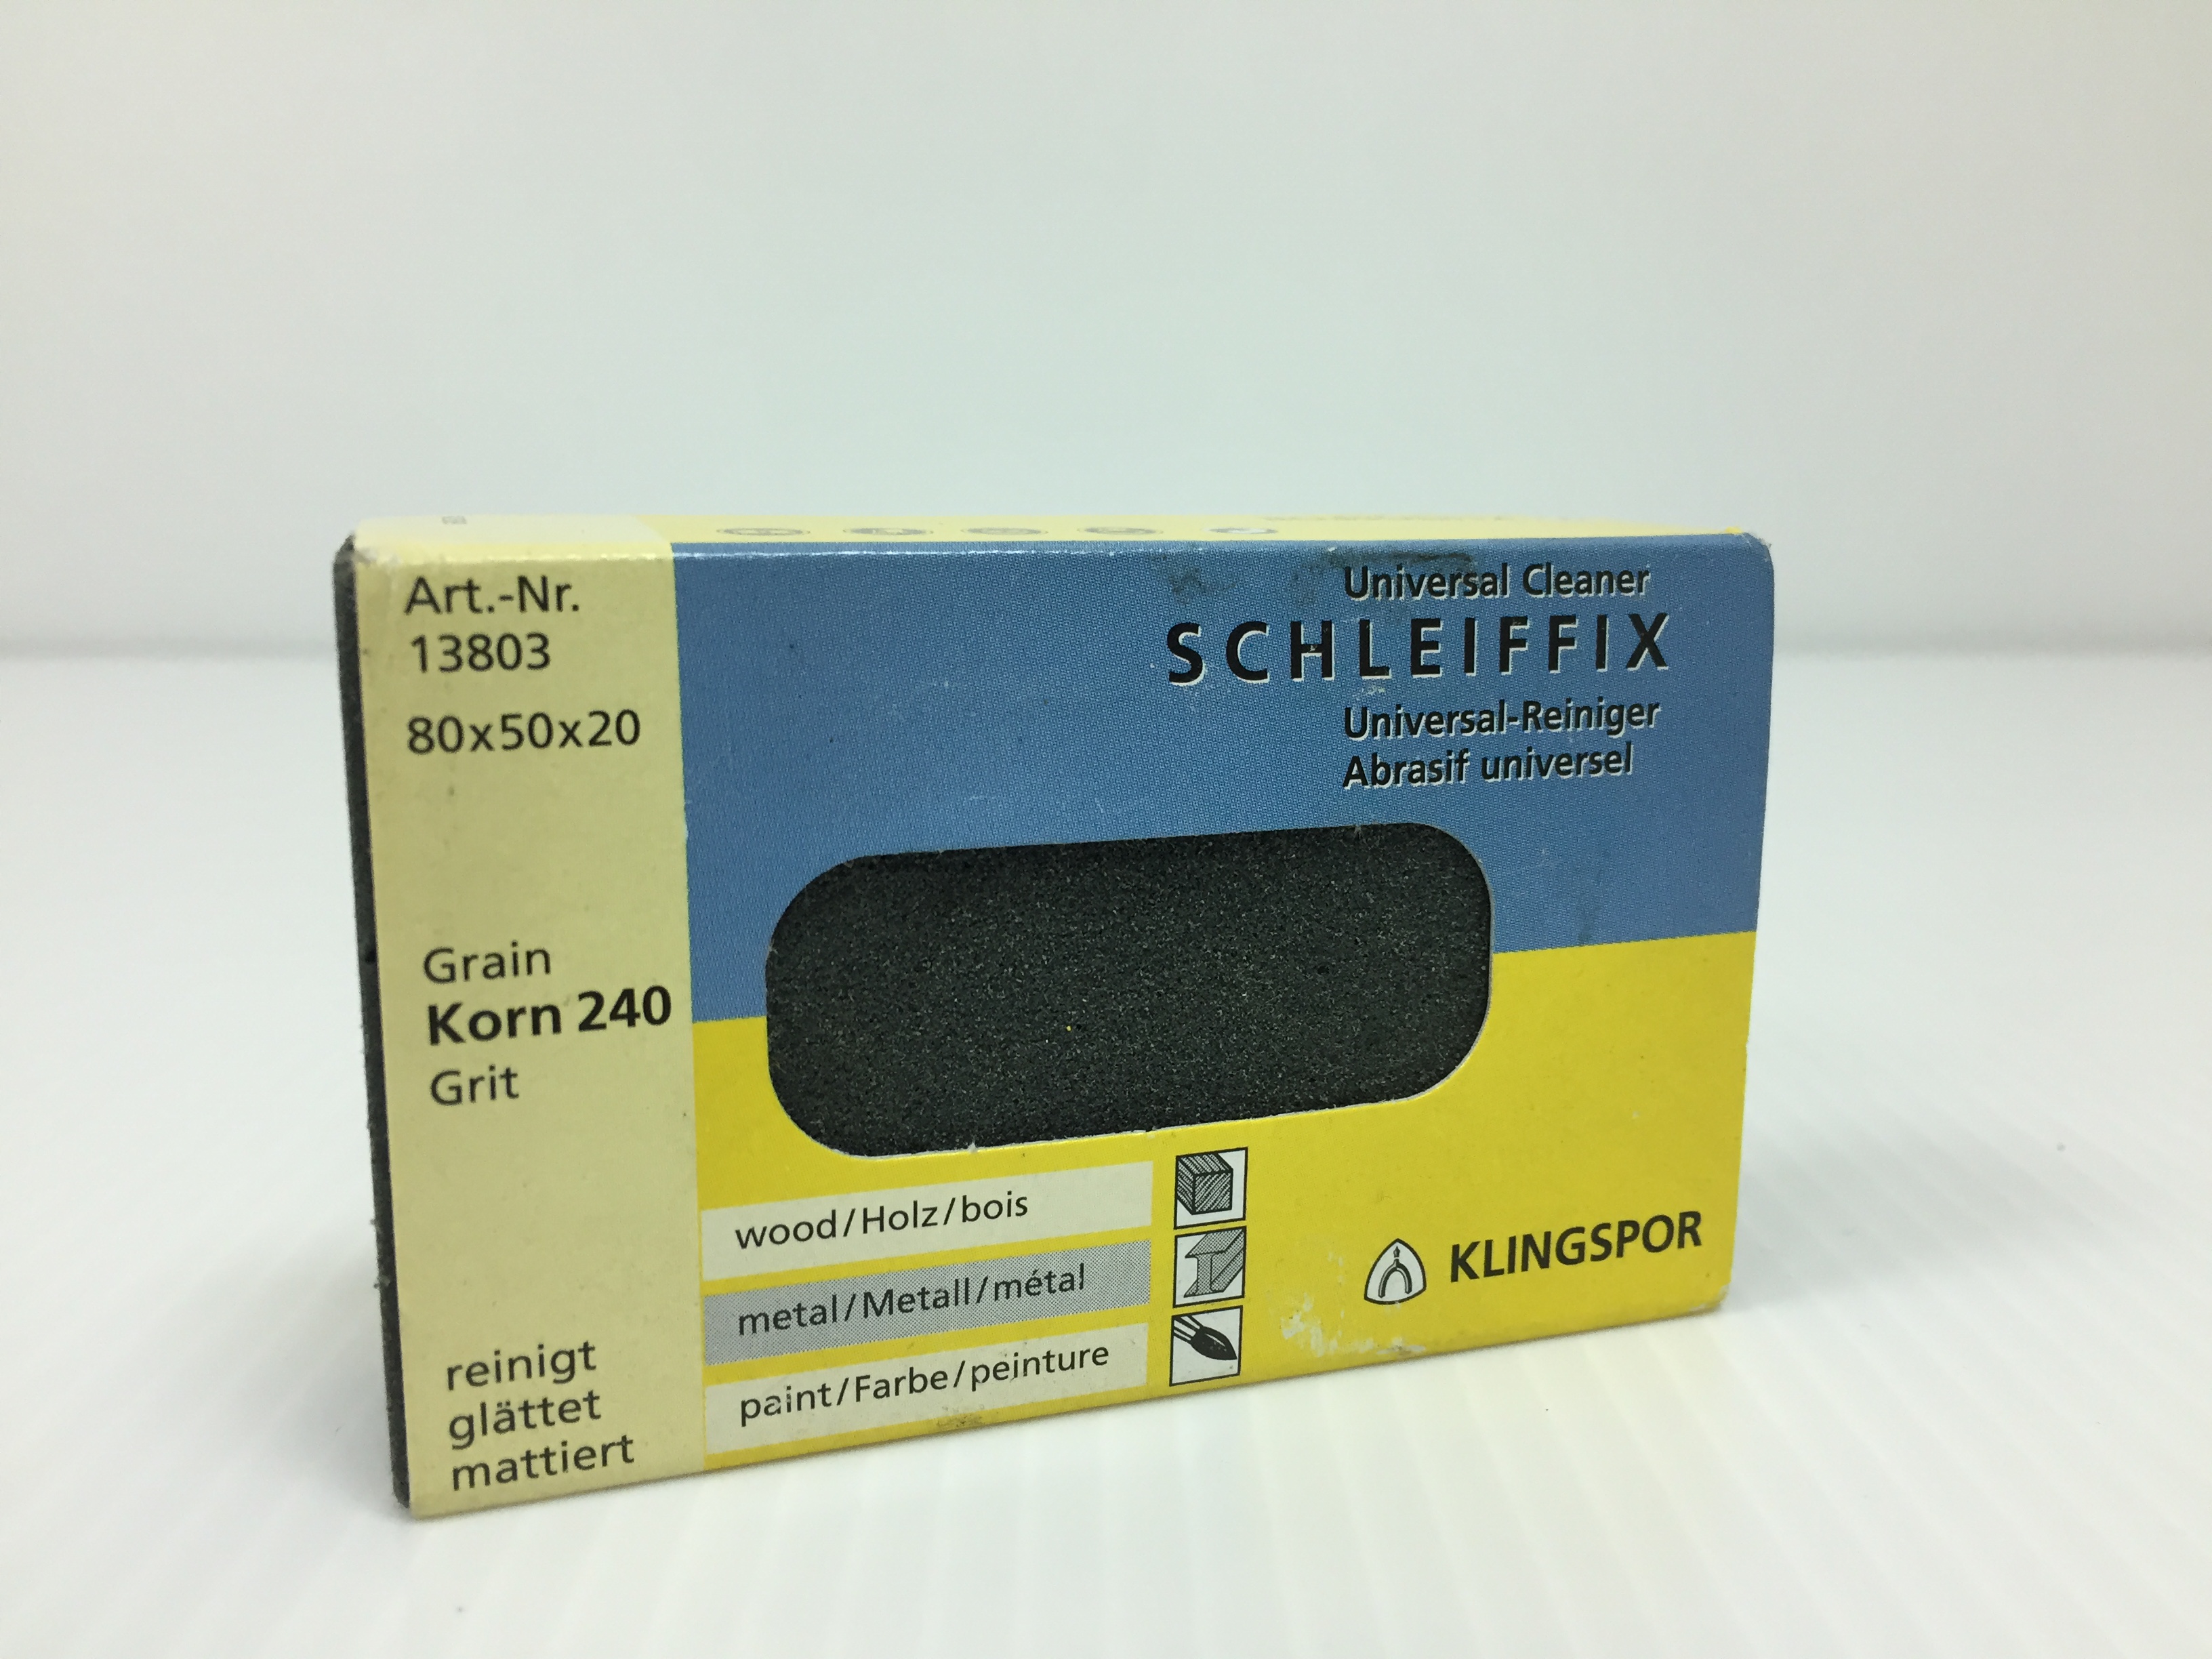 Art.-Nr.
13803
80x50x20
Grain
Korn 240
Grit
reinigt
glättet
mattiert
Universal Cleaner
SCHLEIFFIX
Universal-Reiniger
Abrasif universel
wood/Holz/bois
metal/Metall/métal
paint/Farbe/peinture
KLINGSPOR